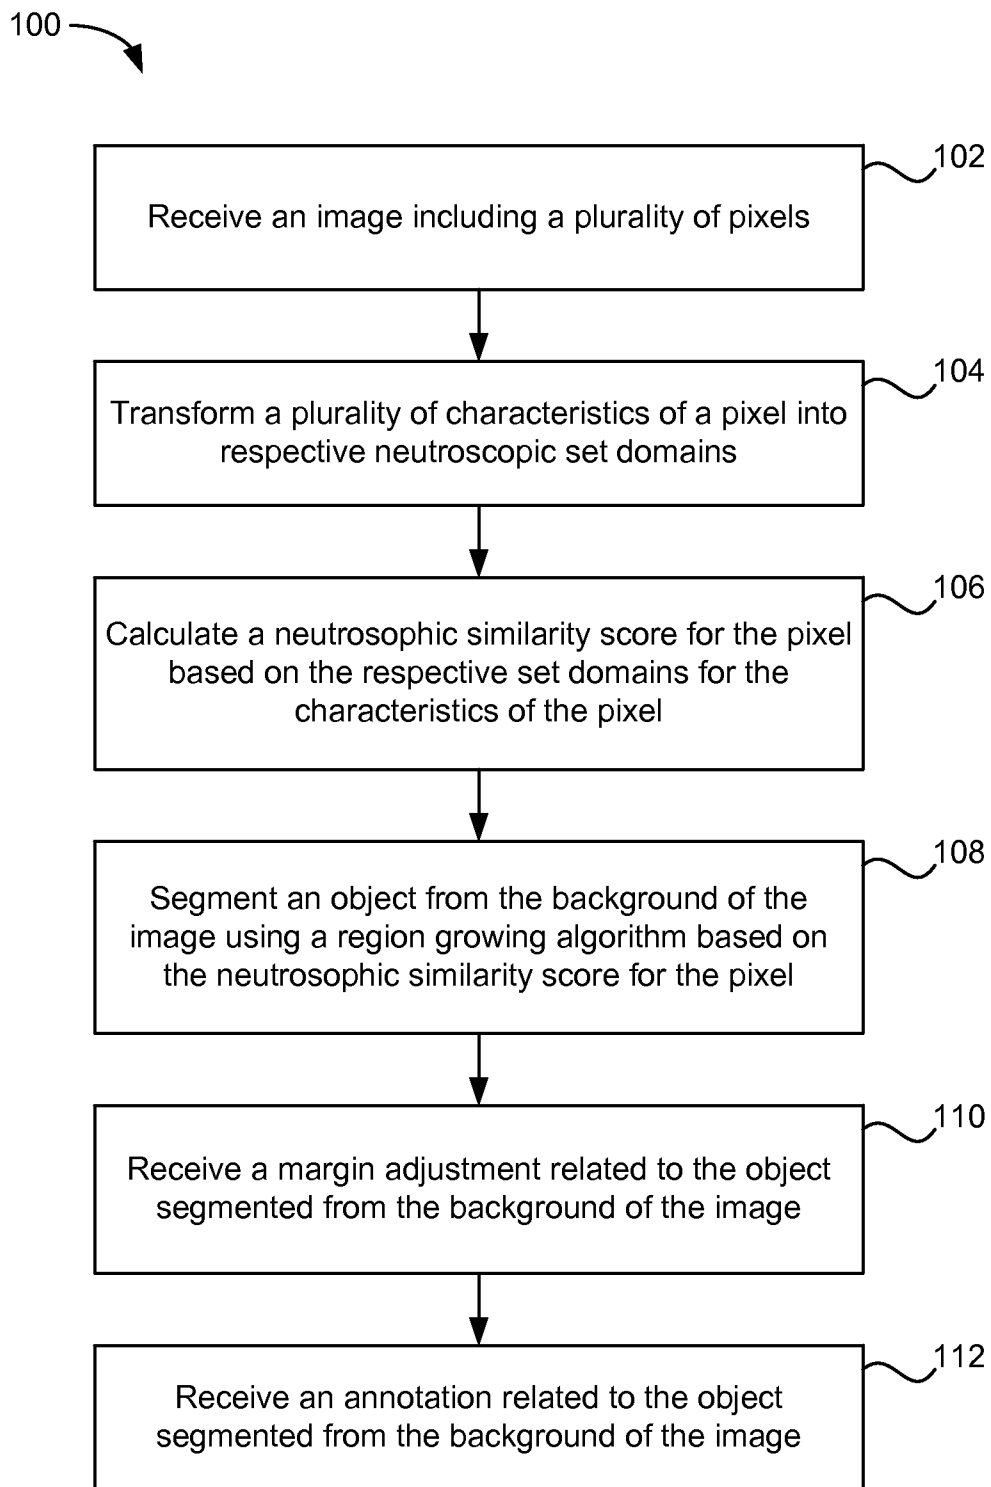 100
102
Receive an image including a plurality of pixels
104
Transform a plurality of characteristics of a pixel into
respective neutroscopic set domains
106
Calculate a neutrosophic similarity score for the pixel
based on the respective set domains for the
characteristics of the pixel
108
Segment an object from the background of the
image using a region growing algorithm based on
the neutrosophic similarity score for the pixel
110
Receive a margin adjustment related to the object
segmented from the background of the image
112
Receive an annotation related to the object
segmented from the background of the image